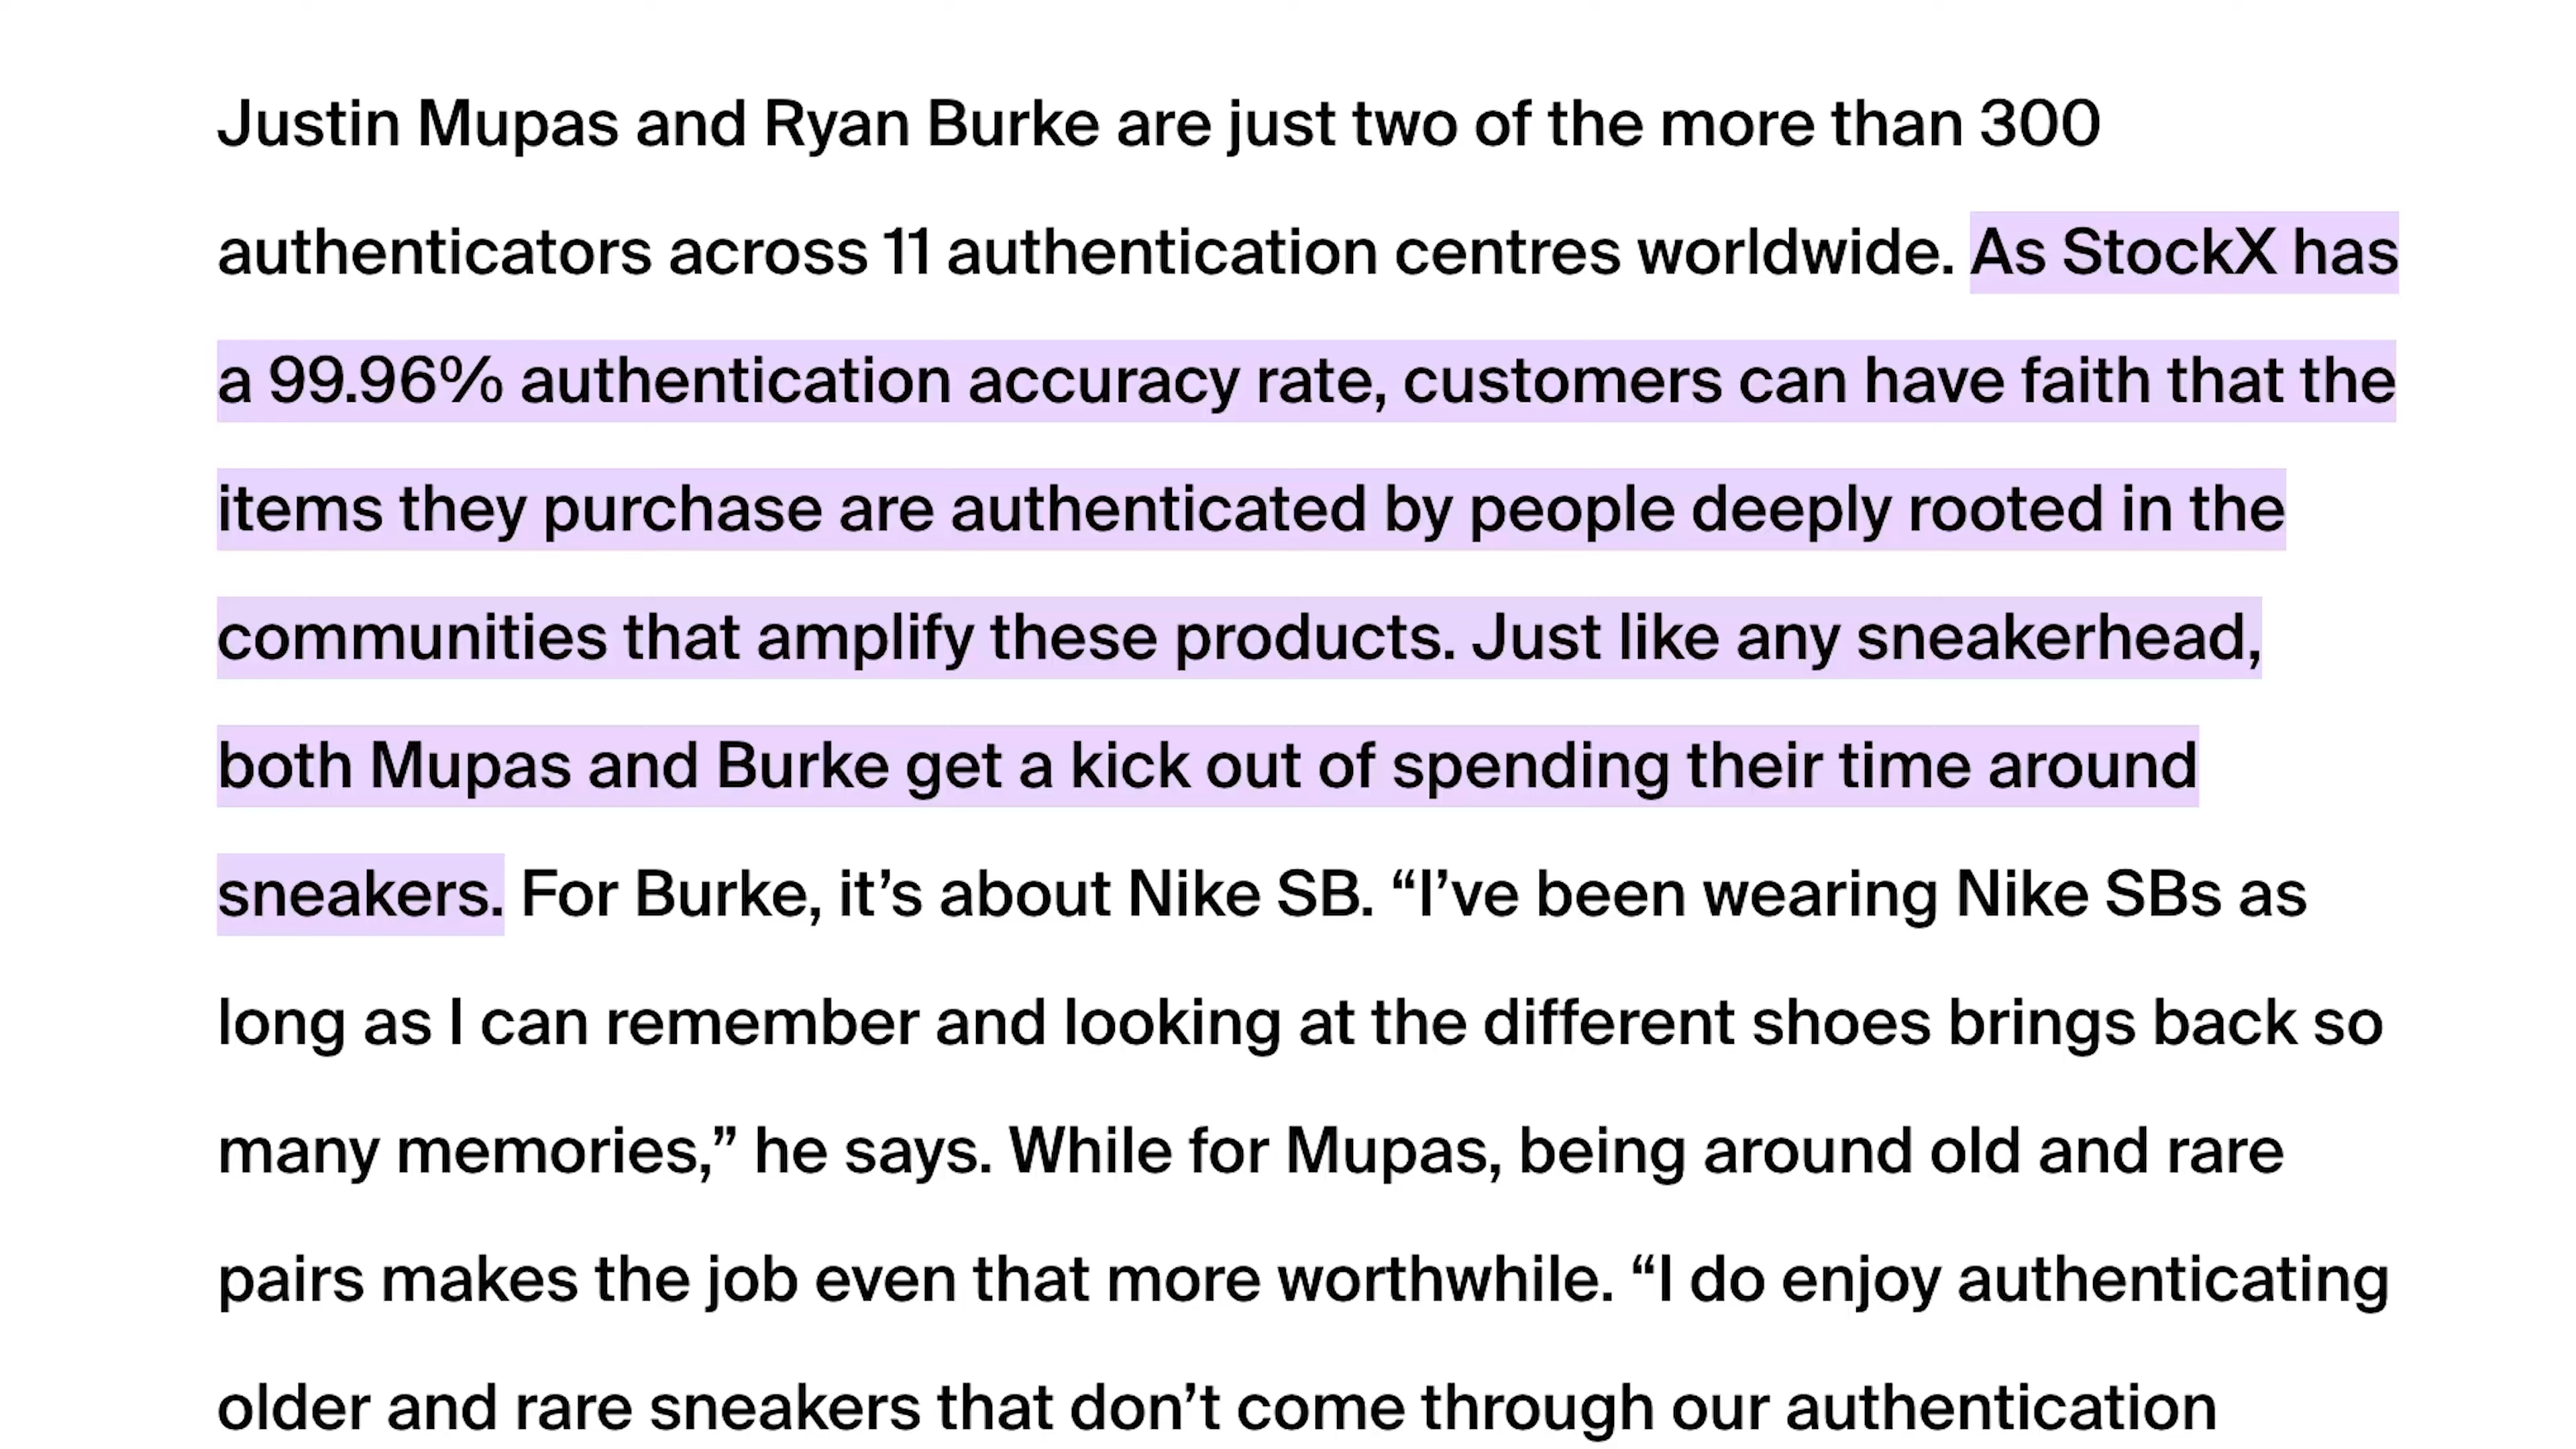 Justin Mupas and Ryan Burke are just two of the more than 300
authenticators across 11 authentication centres worldwide. As StockX has
a 99.96% authentication accuracy rate, customers can have faith that the
items they purchase are authenticated by people deeply rooted in the
communities that amplify these products. Just like any sneakerhead,
both Mupas and Burke get a kick out of spending their time around
sneakers. For Burke, it’s about Nike SB. “I’ve been wearing Nike SBs as
long as I can remember and looking at the different shoes brings back so
many memories,” he says. While for Mupas, being around old and rare
pairs makes the job even that more worthwhile. “I do enjoy authenticating
older and rare sneakers that don’t come through our authentication